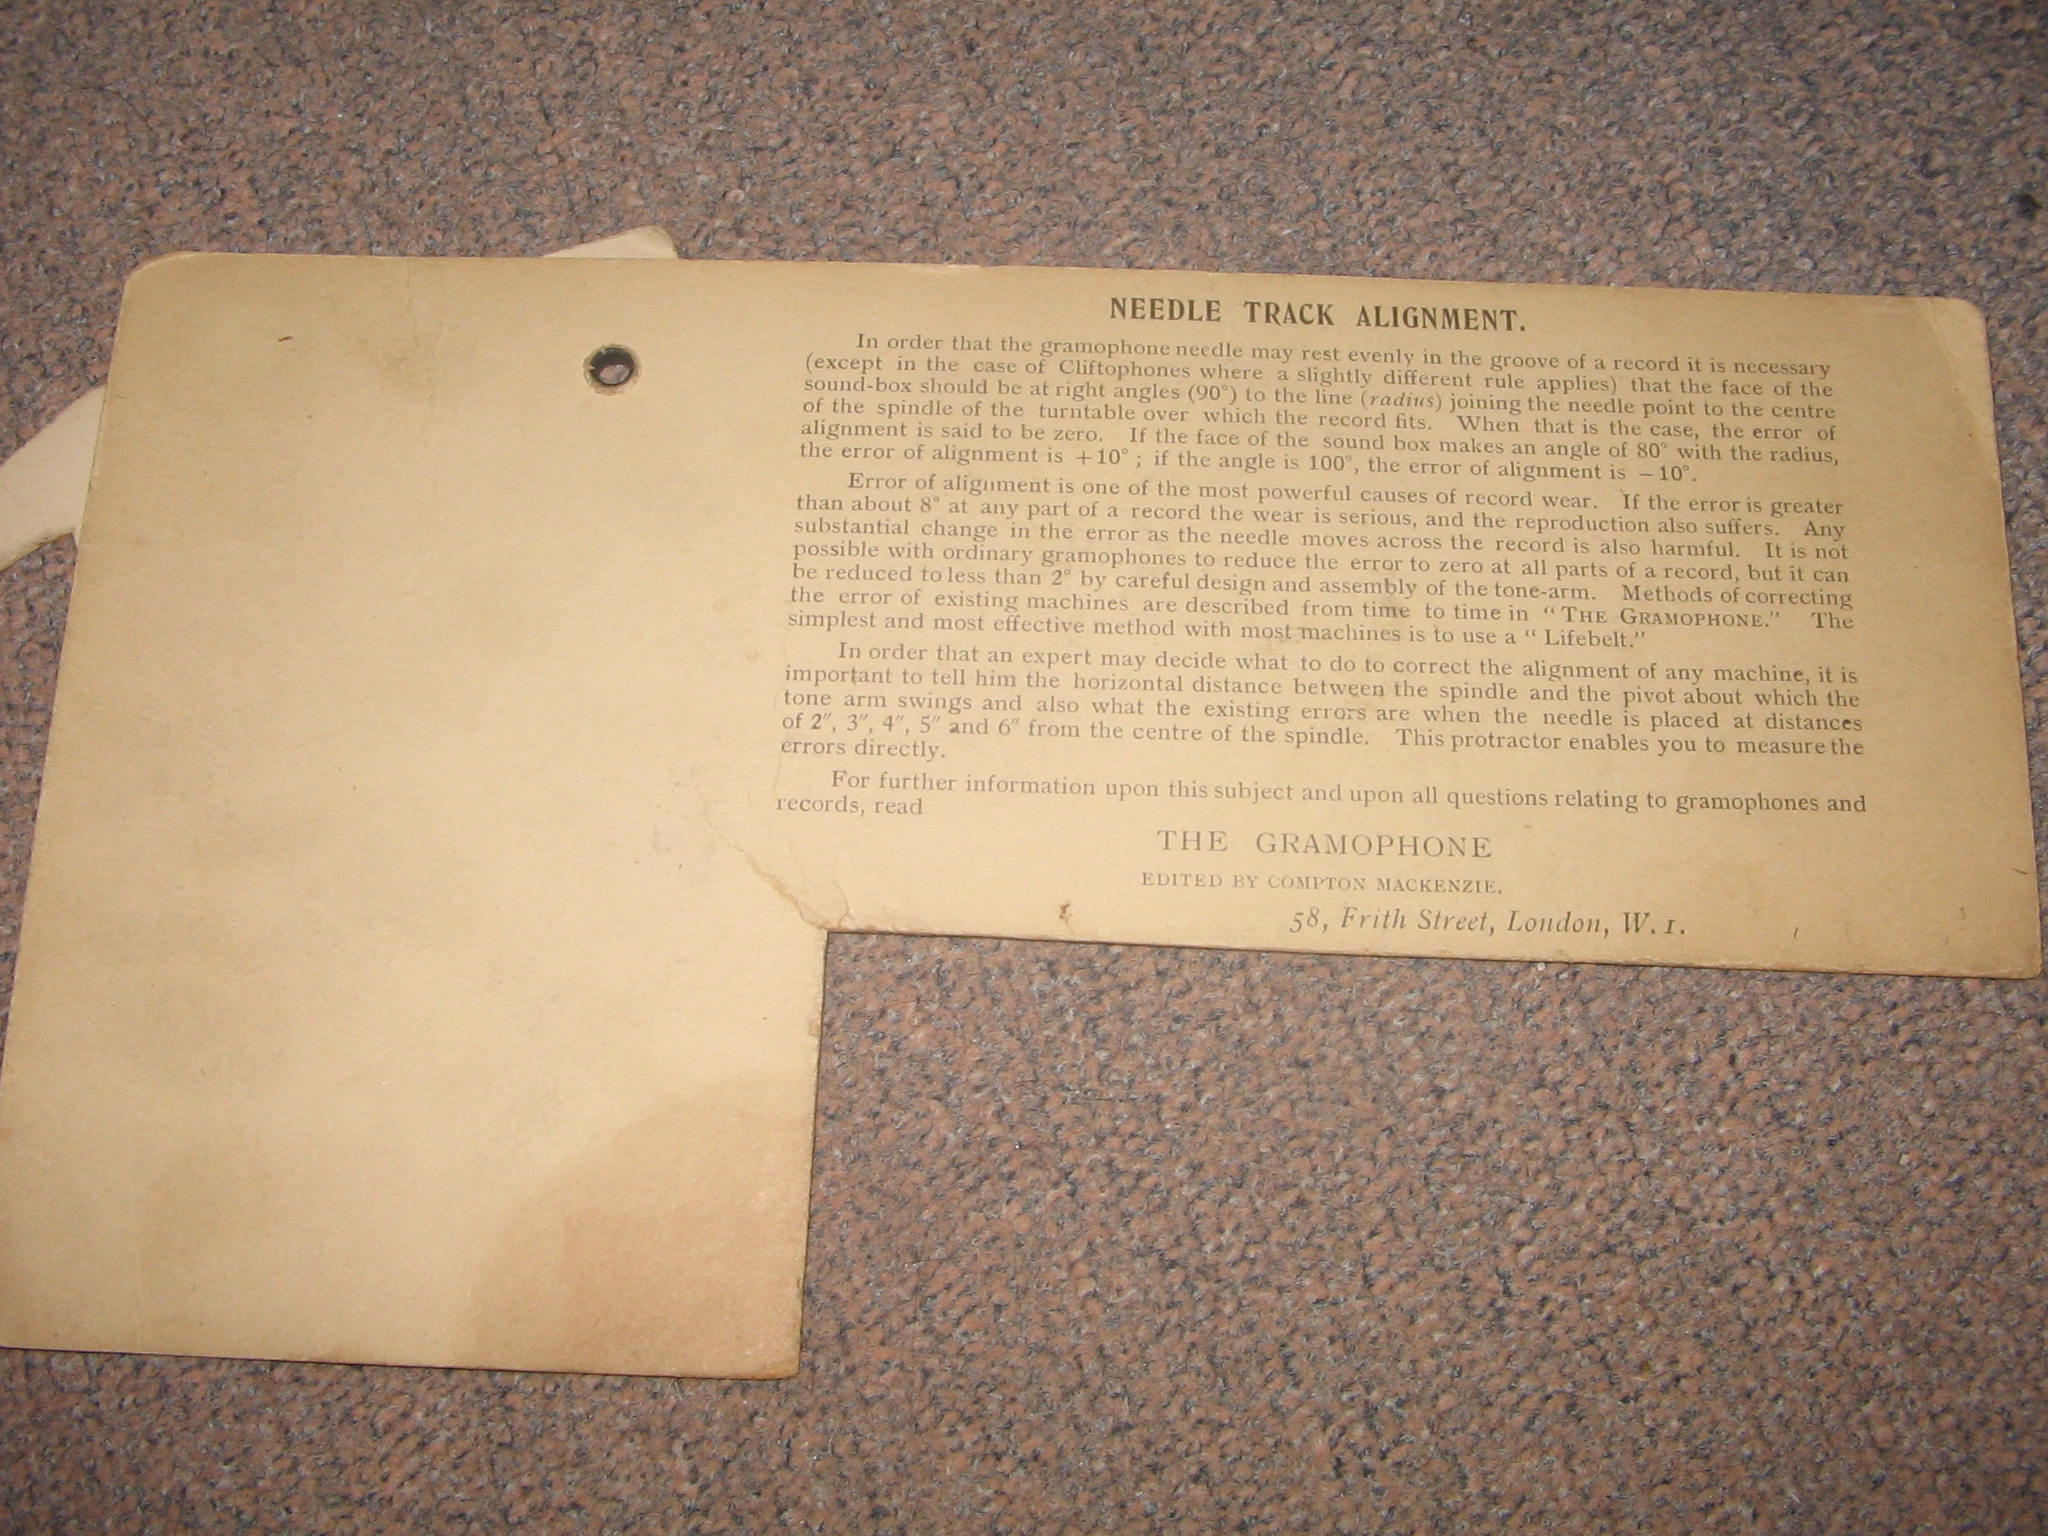 NEEDLE TRACK ALIGNMENT.
In order that the gramophone needle may rest evenly in the groove of a record it is necessary
(except in the case of Cliftophones where a slightly different rule applies) that the face of the
sound-box should be at right angles (90°) to the line (radius) joining the needle point to the centre
of the spindle of the turntable over which the record fits. When that is the case, the error of
alignment is said to be zero. If the face of the sound box makes an angle of 80° with the radius,
the error of alignment is +10° ; if the angle is 100°, the error of alignment is —10°.
Error of alignment is one of the most powerful causes of record wear. If the error is greater
than about 8° at any part of a record the wear is serious, and the reproduction also suffers. Any
substantial change in the error as the needle moves across the record is also harmful. It is not
possible with ordinary gramophones to reduce the error to zero at all parts of a record, but it can
be reduced to less than 2° by careful design and assembly of the tone-arm. Methods of correcting
the error of existing machines are described from time to time in “ THE GRAMOPHONE.” The
simplest and most effective method with most machines is to use a “ Lifebelt.”
In order that an expert may decide what to do to correct the alignment of any machine, it is
important to tell him the horizontal distance between the spindle and the pivot about which the
tone arm swings and also what the existing errors are when the needle is placed at distances
of 2″, 3″, 4″, 5″ and 6″ from the centre of the spindle. This protractor enables you to measure the
errors directly.
For further information upon this subject and upon all questions relating to gramophones and
records, read
THE GRAMOPHONE
EDITED BY COMPTON MACKENZIE.
58, Frith Street, London, W. 1.